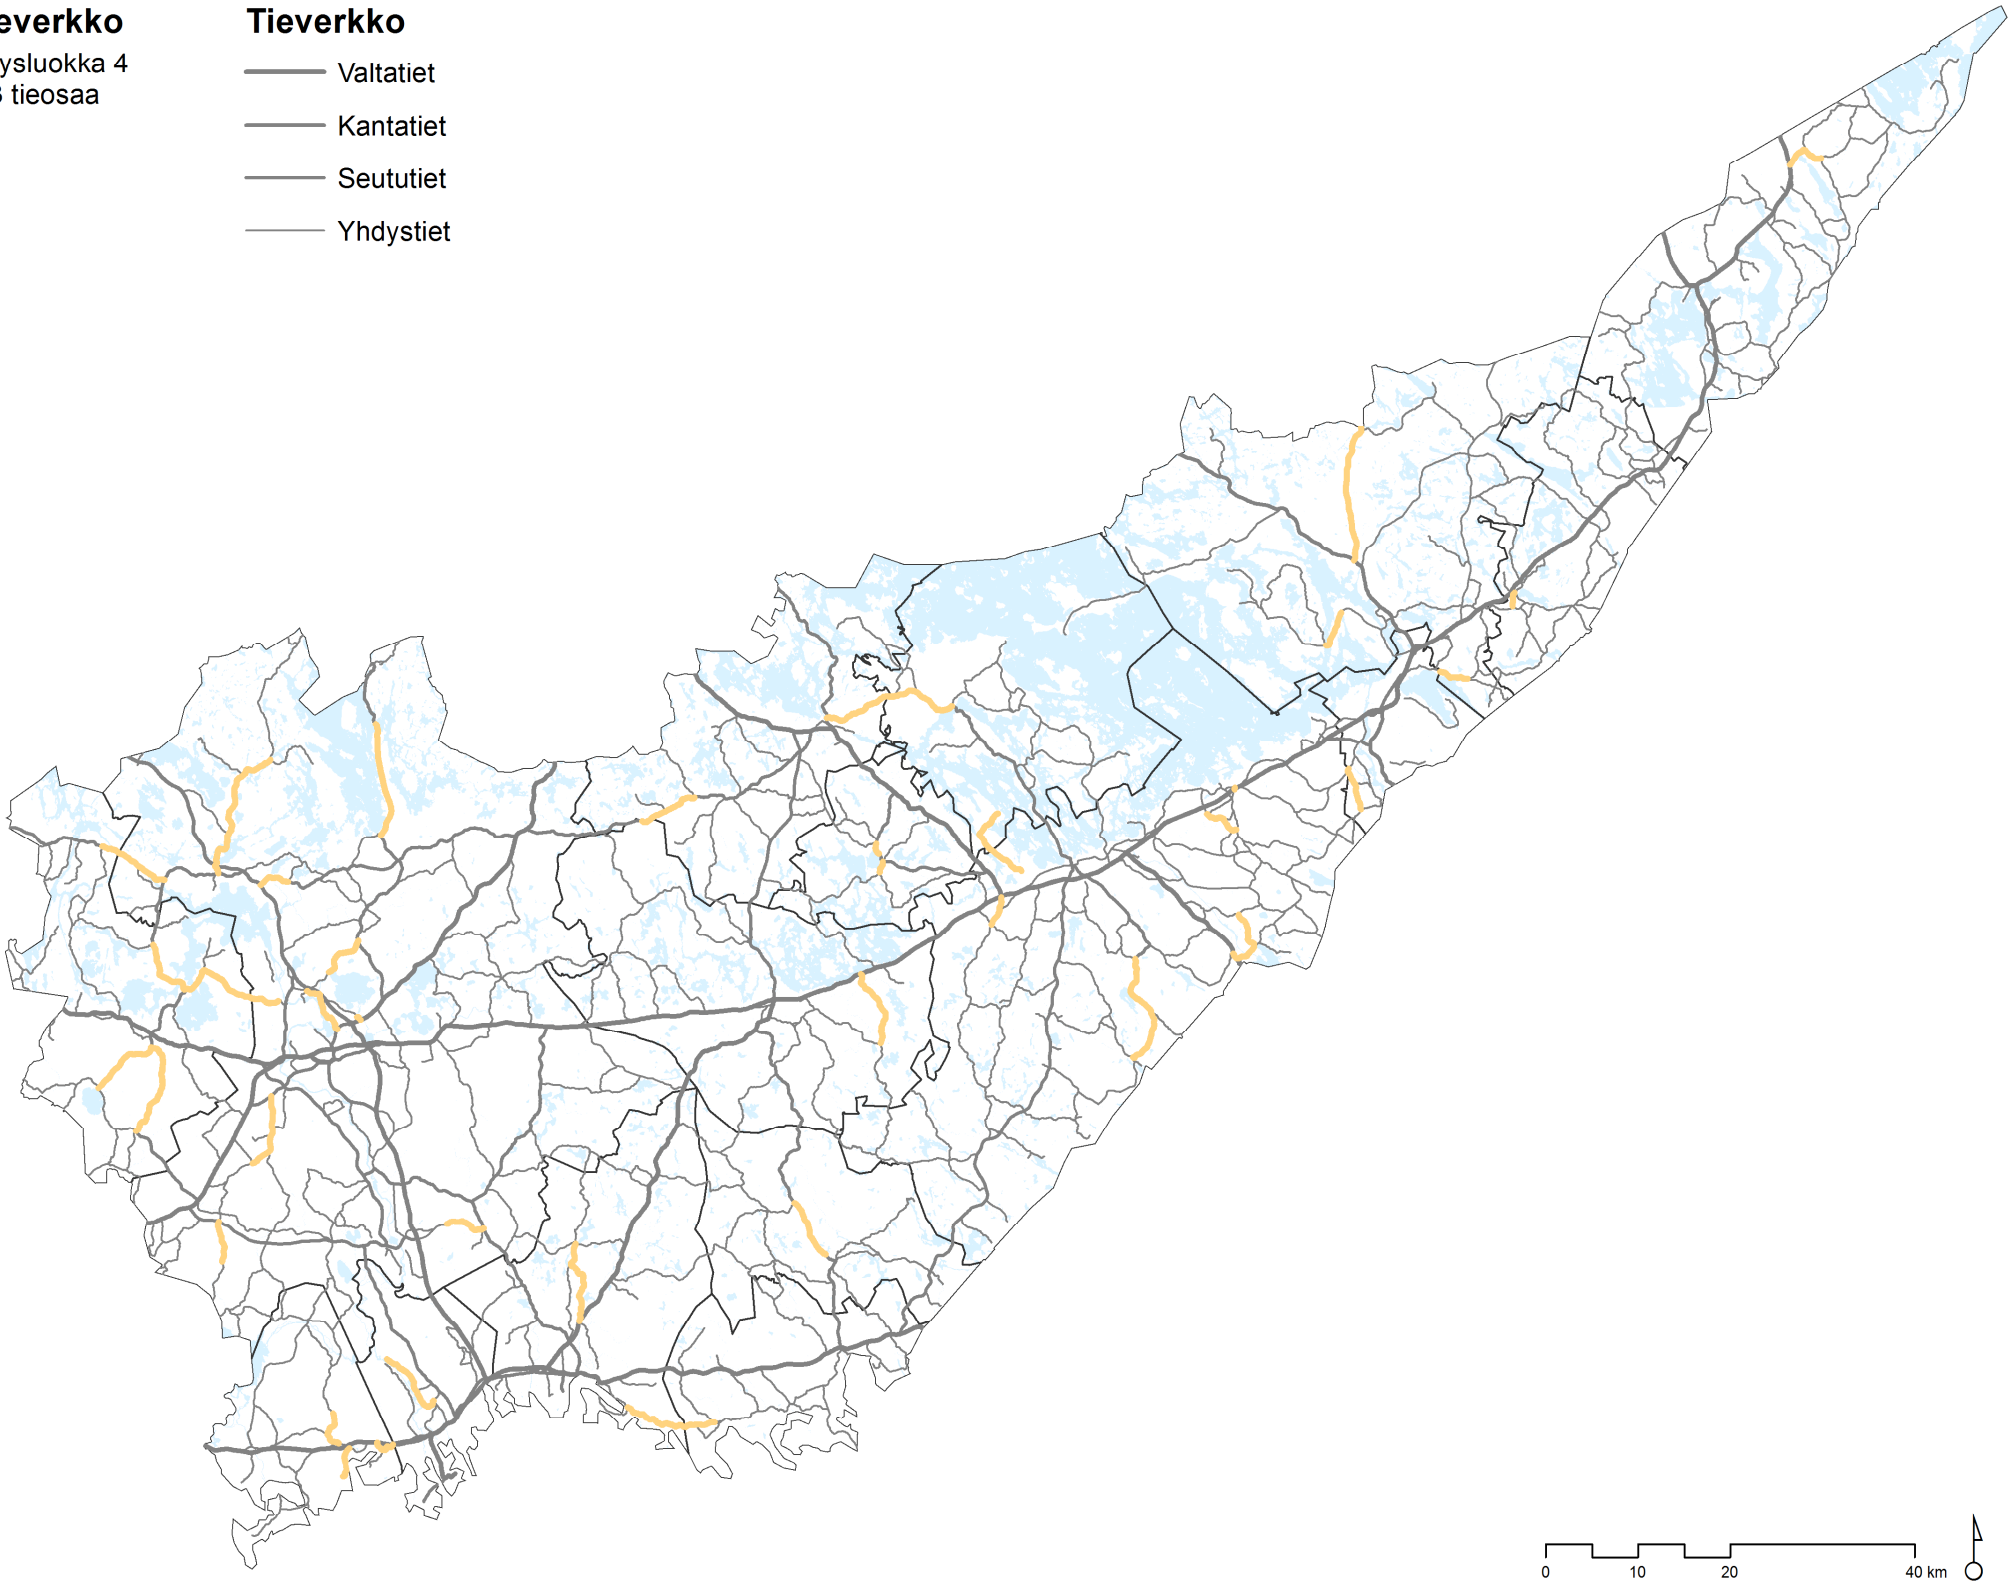 everkko
ysluokka 4
tieosaa
Tieverkko
Valtatiet
Kantatiet
Seututiet
Yhdystiet
0 10 20 40 km